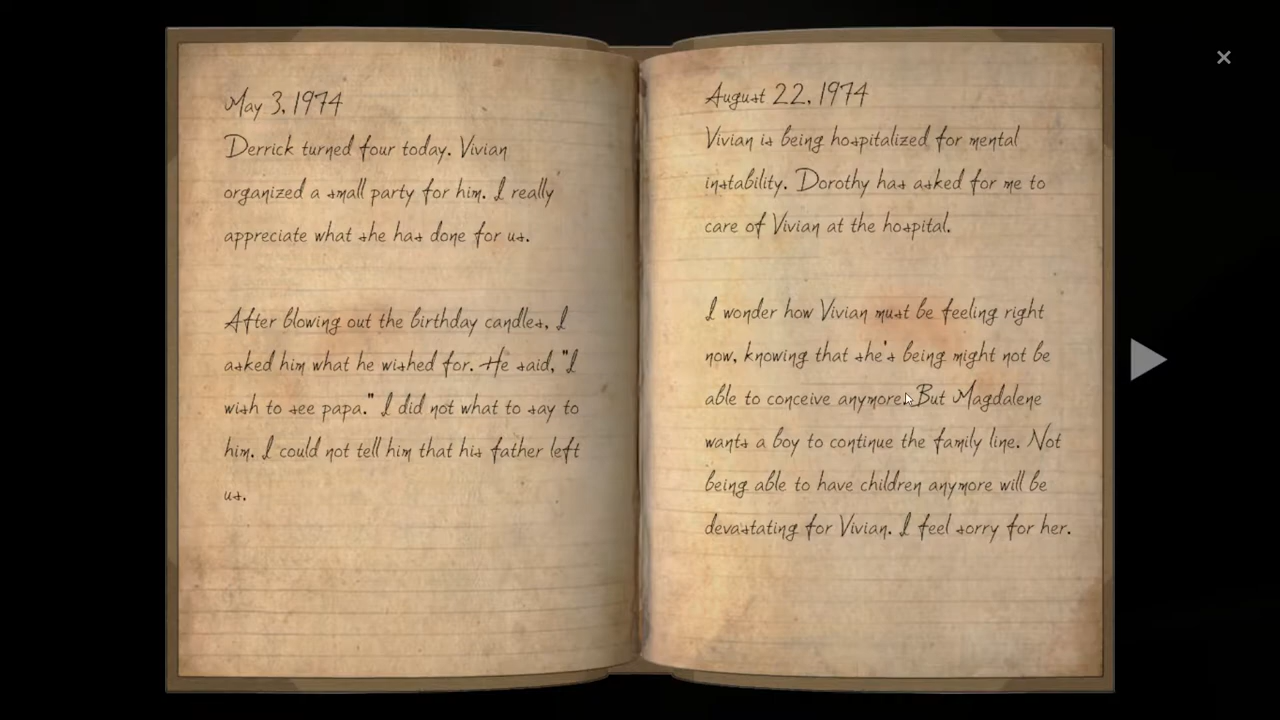 May 3, 1974
Derrick turned four today. Vivian
organized a small party for him. I really
appreciate what she has done for us.
After blowing out the birthday candles, I
asked him what he wished for. He said, "I
wish to see papa." I did not what to say to
him. I could not tell him that his father left
us.
August 22, 1974
Vivian is being hospitalized for mental
instability. Dorothy has asked for me to
care of Vivian at the hospital.
I wonder how Vivian must be feeling right
now, knowing that she's being might not be
able to conceive anymore. But Magdalene
wants a boy to continue the family line. Not
being able to have children anymore will be
devastating for Vivian. I feel sorry for her.